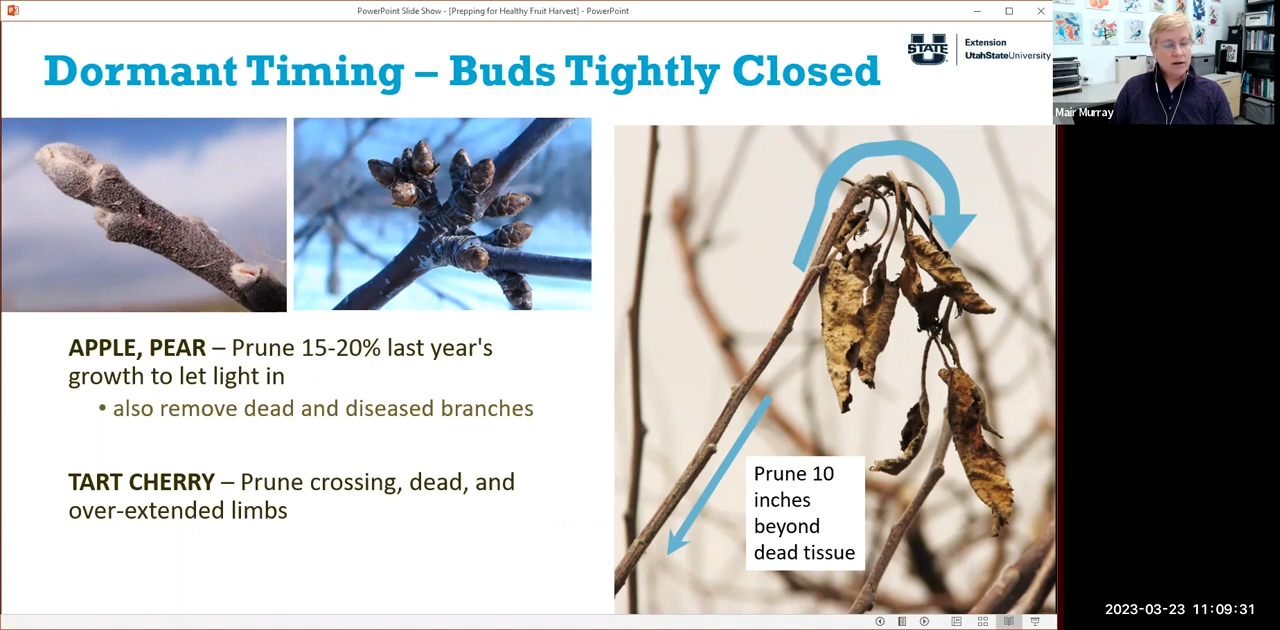 PowerPoint Slide Show - [Prepping for Healthy Fruit Harvest] - PowerPoint
Dormant Timing – Buds Tightly Closed
U STATE
Extension
UtahStateUniversity
Mair Murray
APPLE, PEAR – Prune 15-20% last year's
growth to let light in
• also remove dead and diseased branches
TART CHERRY – Prune crossing, dead, and
over-extended limbs
Prune 10
inches
beyond
dead tissue
2023-03-23 11:09:31